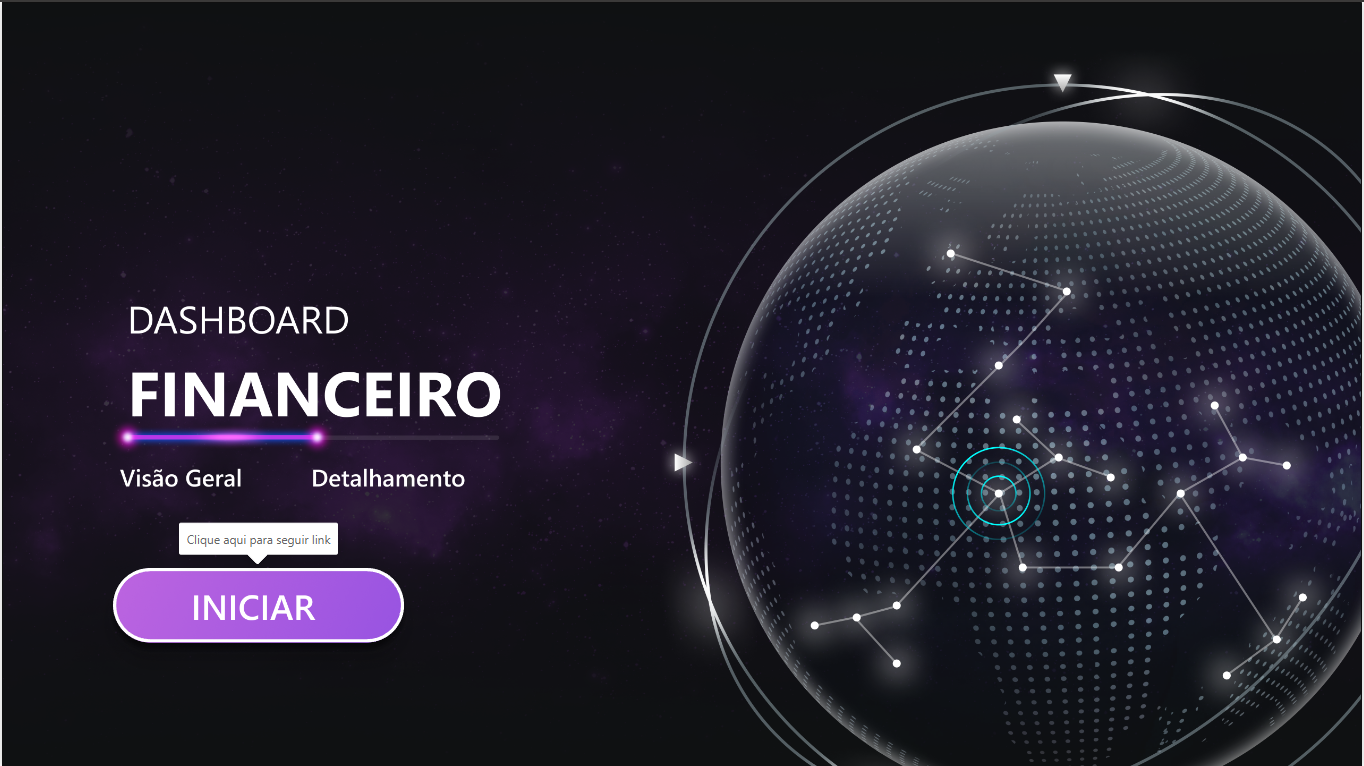 DASHBOARD
FINANCEIRO
Visão Geral Detalhamento
Clique aqui para seguir link
INICIAR